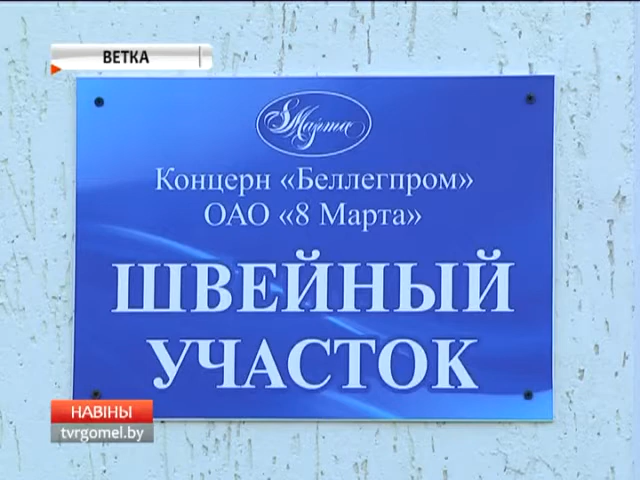 ВЕТКА
8 Марта
Концерн «Беллегпром»
ОАО «8 Марта»
ШВЕЙНЫЙ
УЧАСТОК
НАВІНЫ
tvrgomel.by